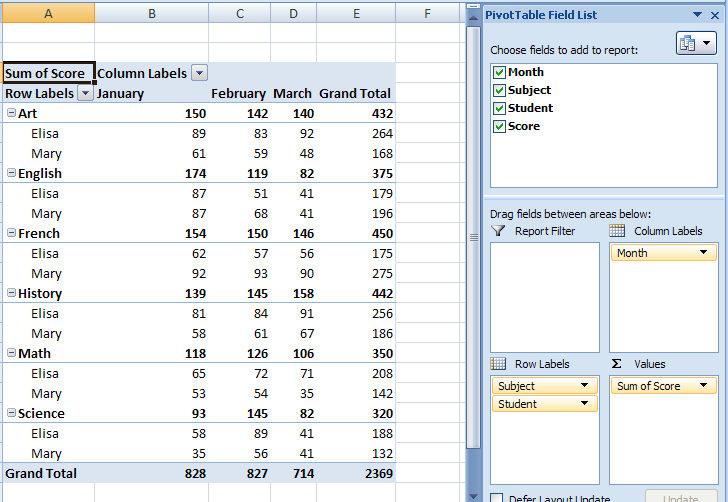 A B C D E F
Sum of Score Column Labels
Row Labels January February March Grand Total
Art 150 142 140 432
Elisa 89 83 92 264
Mary 61 59 48 168
English 174 119 82 375
Elisa 87 51 41 179
Mary 87 68 41 196
French 154 150 146 450
Elisa 62 57 56 175
Mary 92 93 90 275
History 139 145 158 442
Elisa 81 84 91 256
Mary 58 61 67 186
Math 118 126 106 350
Elisa 65 72 71 208
Mary 53 54 35 142
Science 93 145 82 320
Elisa 58 89 41 188
Mary 35 56 41 132
Grand Total 828 827 714 2369
PivotTable Field List
Choose fields to add to report:
Month
Subject
Student
Score
Drag fields between areas below:
Report Filter
Column Labels
Month
Row Labels
Subject
Student
Σ Values
Sum of Score
Defer Layout Update
Update